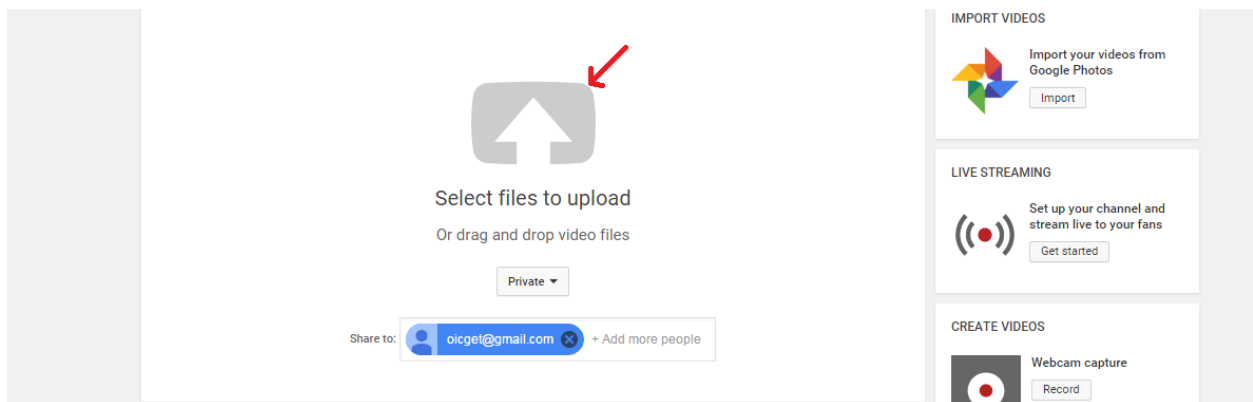 Select files to upload
Or drag and drop video files
Private
Share to: oicget@gmail.com + Add more people
IMPORT VIDEOS
Import your videos from
Google Photos
Import
LIVE STREAMING
Set up your channel and
stream live to your fans
Get started
CREATE VIDEOS
Webcam capture
Record